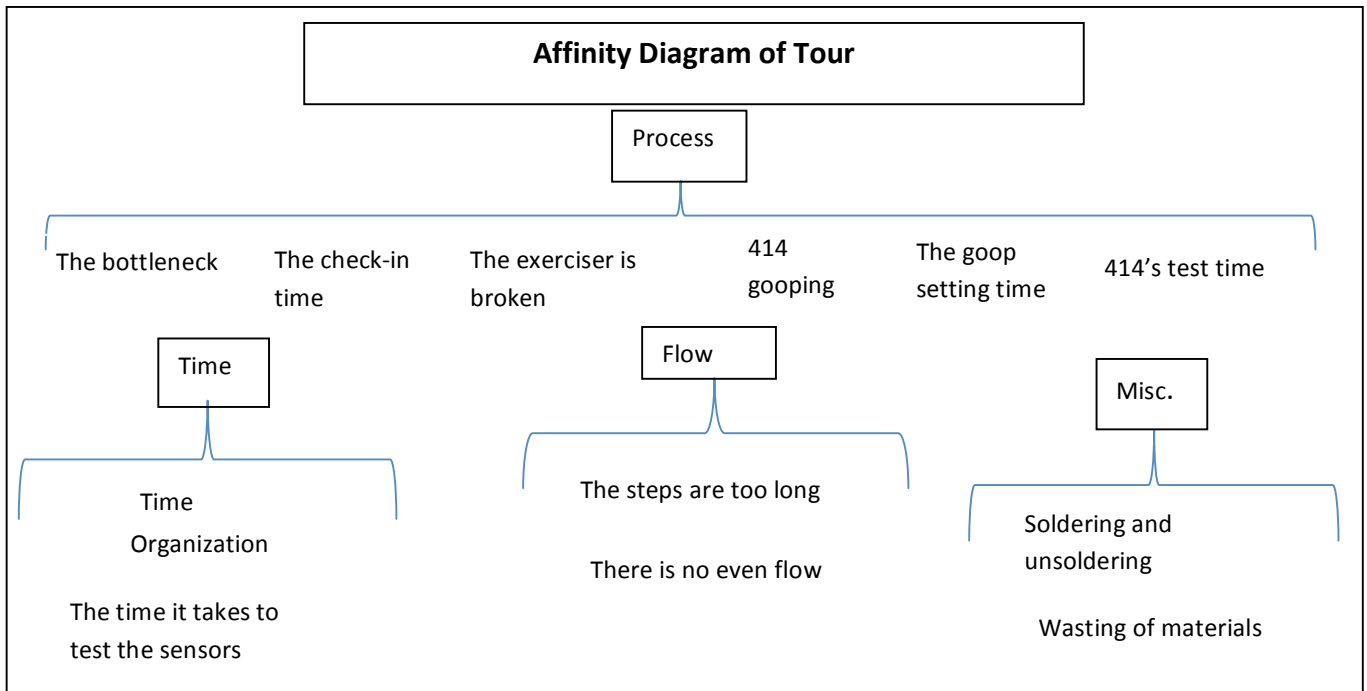 Affinity Diagram of Tour
Process
The bottleneck
The check-in
time
The exerciser is
broken
414
gooping
The goop
setting time
414’s test time
Time
Time
Organization
The time it takes to
test the sensors
Flow
The steps are too long
There is no even flow
Misc.
Soldering and
unsoldering
Wasting of materials